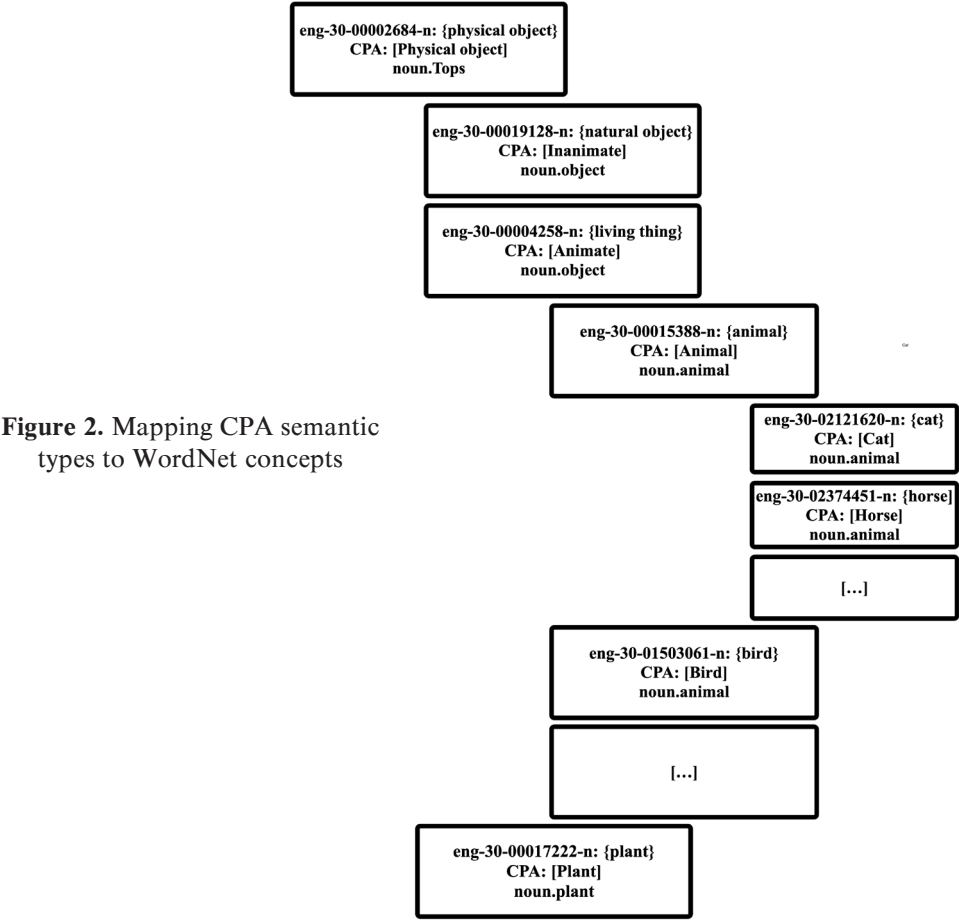 eng-30-00002684-n: {physical object}
CPA: [Physical object]
noun.Tops
eng-30-00019128-n: {natural object}
CPA: [Inanimate]
noun.object
eng-30-00004258-n: {living thing}
CPA: [Animate]
noun.object
eng-30-00015388-n: {animal}
CPA: [Animal]
noun.animal
Figure 2. Mapping CPA semantic
types to WordNet concepts
eng-30-02121620-n: {cat}
CPA: [Cat]
noun.animal
eng-30-02374451-n: {horse]
CPA: [Horse]
noun.animal
[…]
eng-30-01503061-n: {bird}
CPA: [Bird]
noun.animal
[…]
eng-30-00017222-n: {plant}
CPA: [Plant]
noun.plant